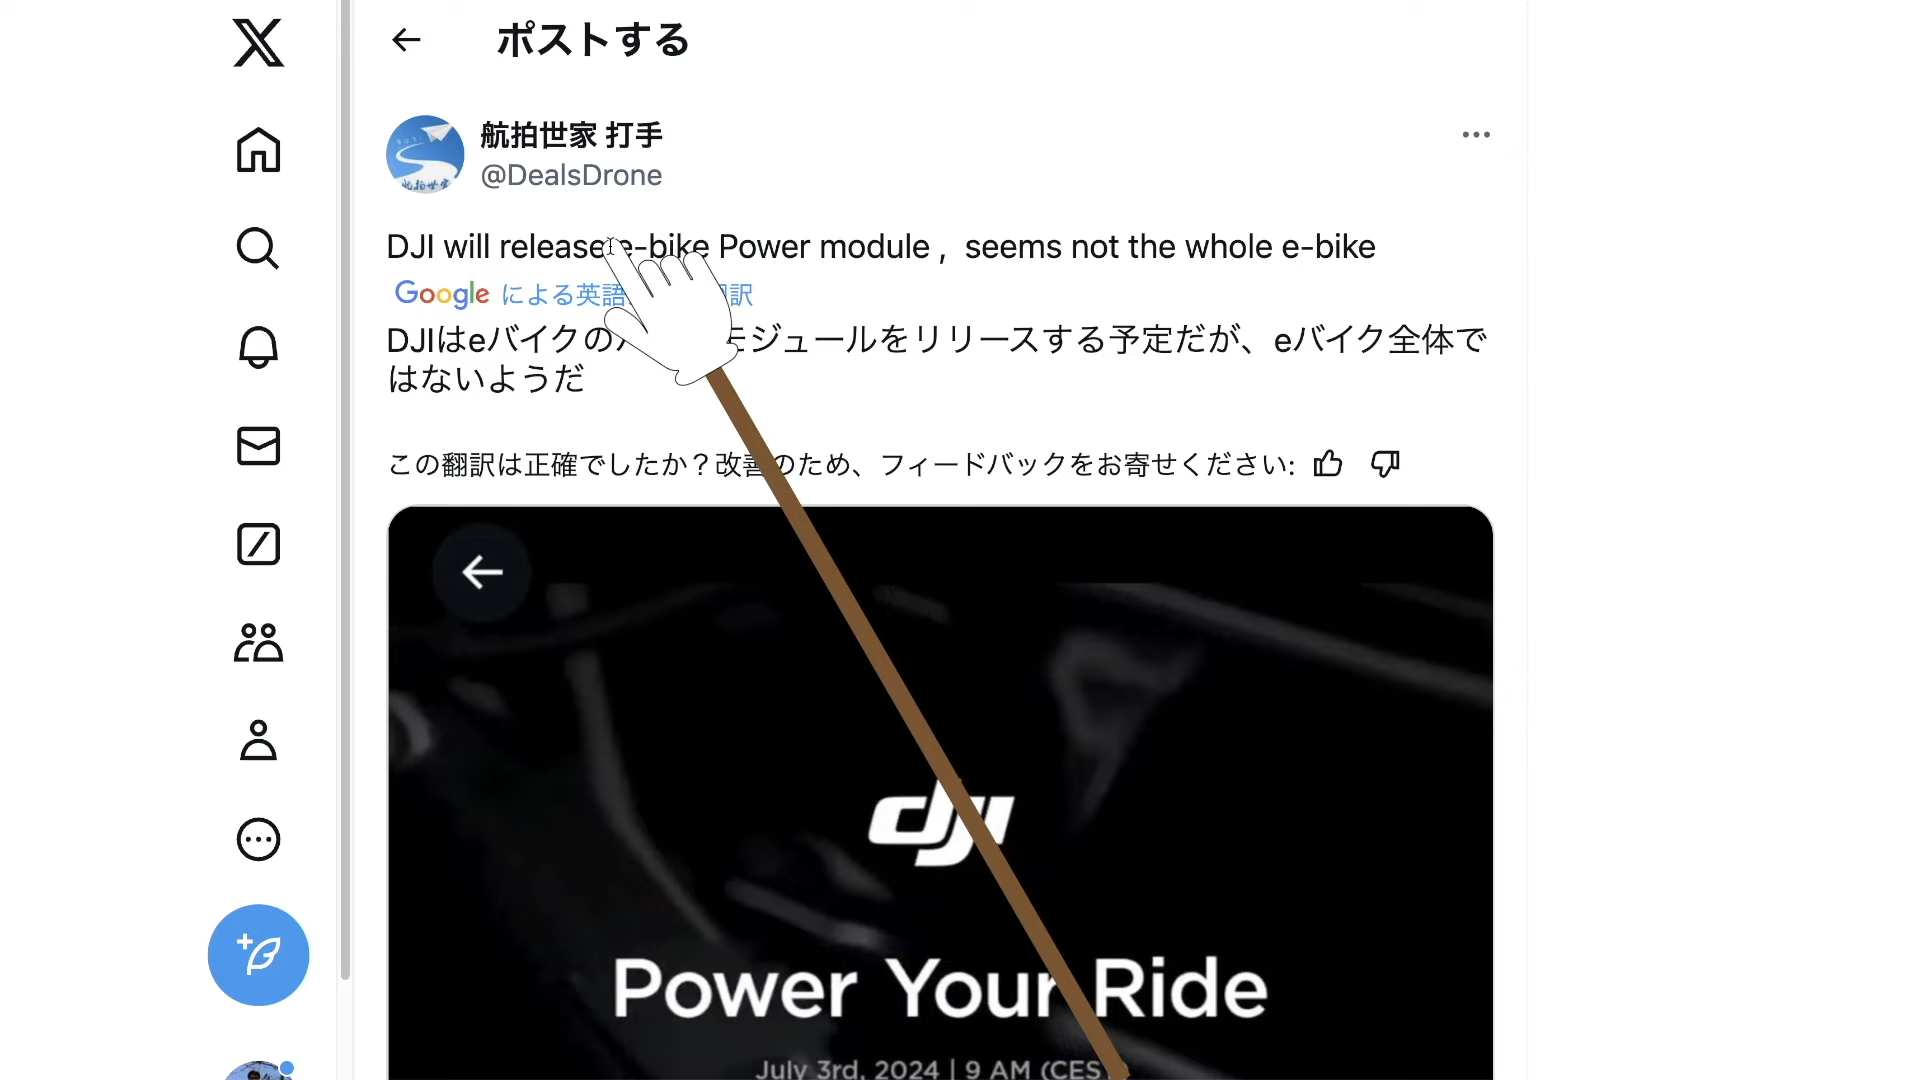 ポストする
航拍世家 打手
@DealsDrone
DJI will release e-bike Power module，seems not the whole e-bike
Google による英語 訳
DJIはeバイクの モジュールをリリースする予定だが、eバイク全体で
はないようだ
この翻訳は正確でしたか？改善のため、フィードバックをお寄せください:
dji
Power Your Ride
July 3rd, 2024 | 9 AM (CEST